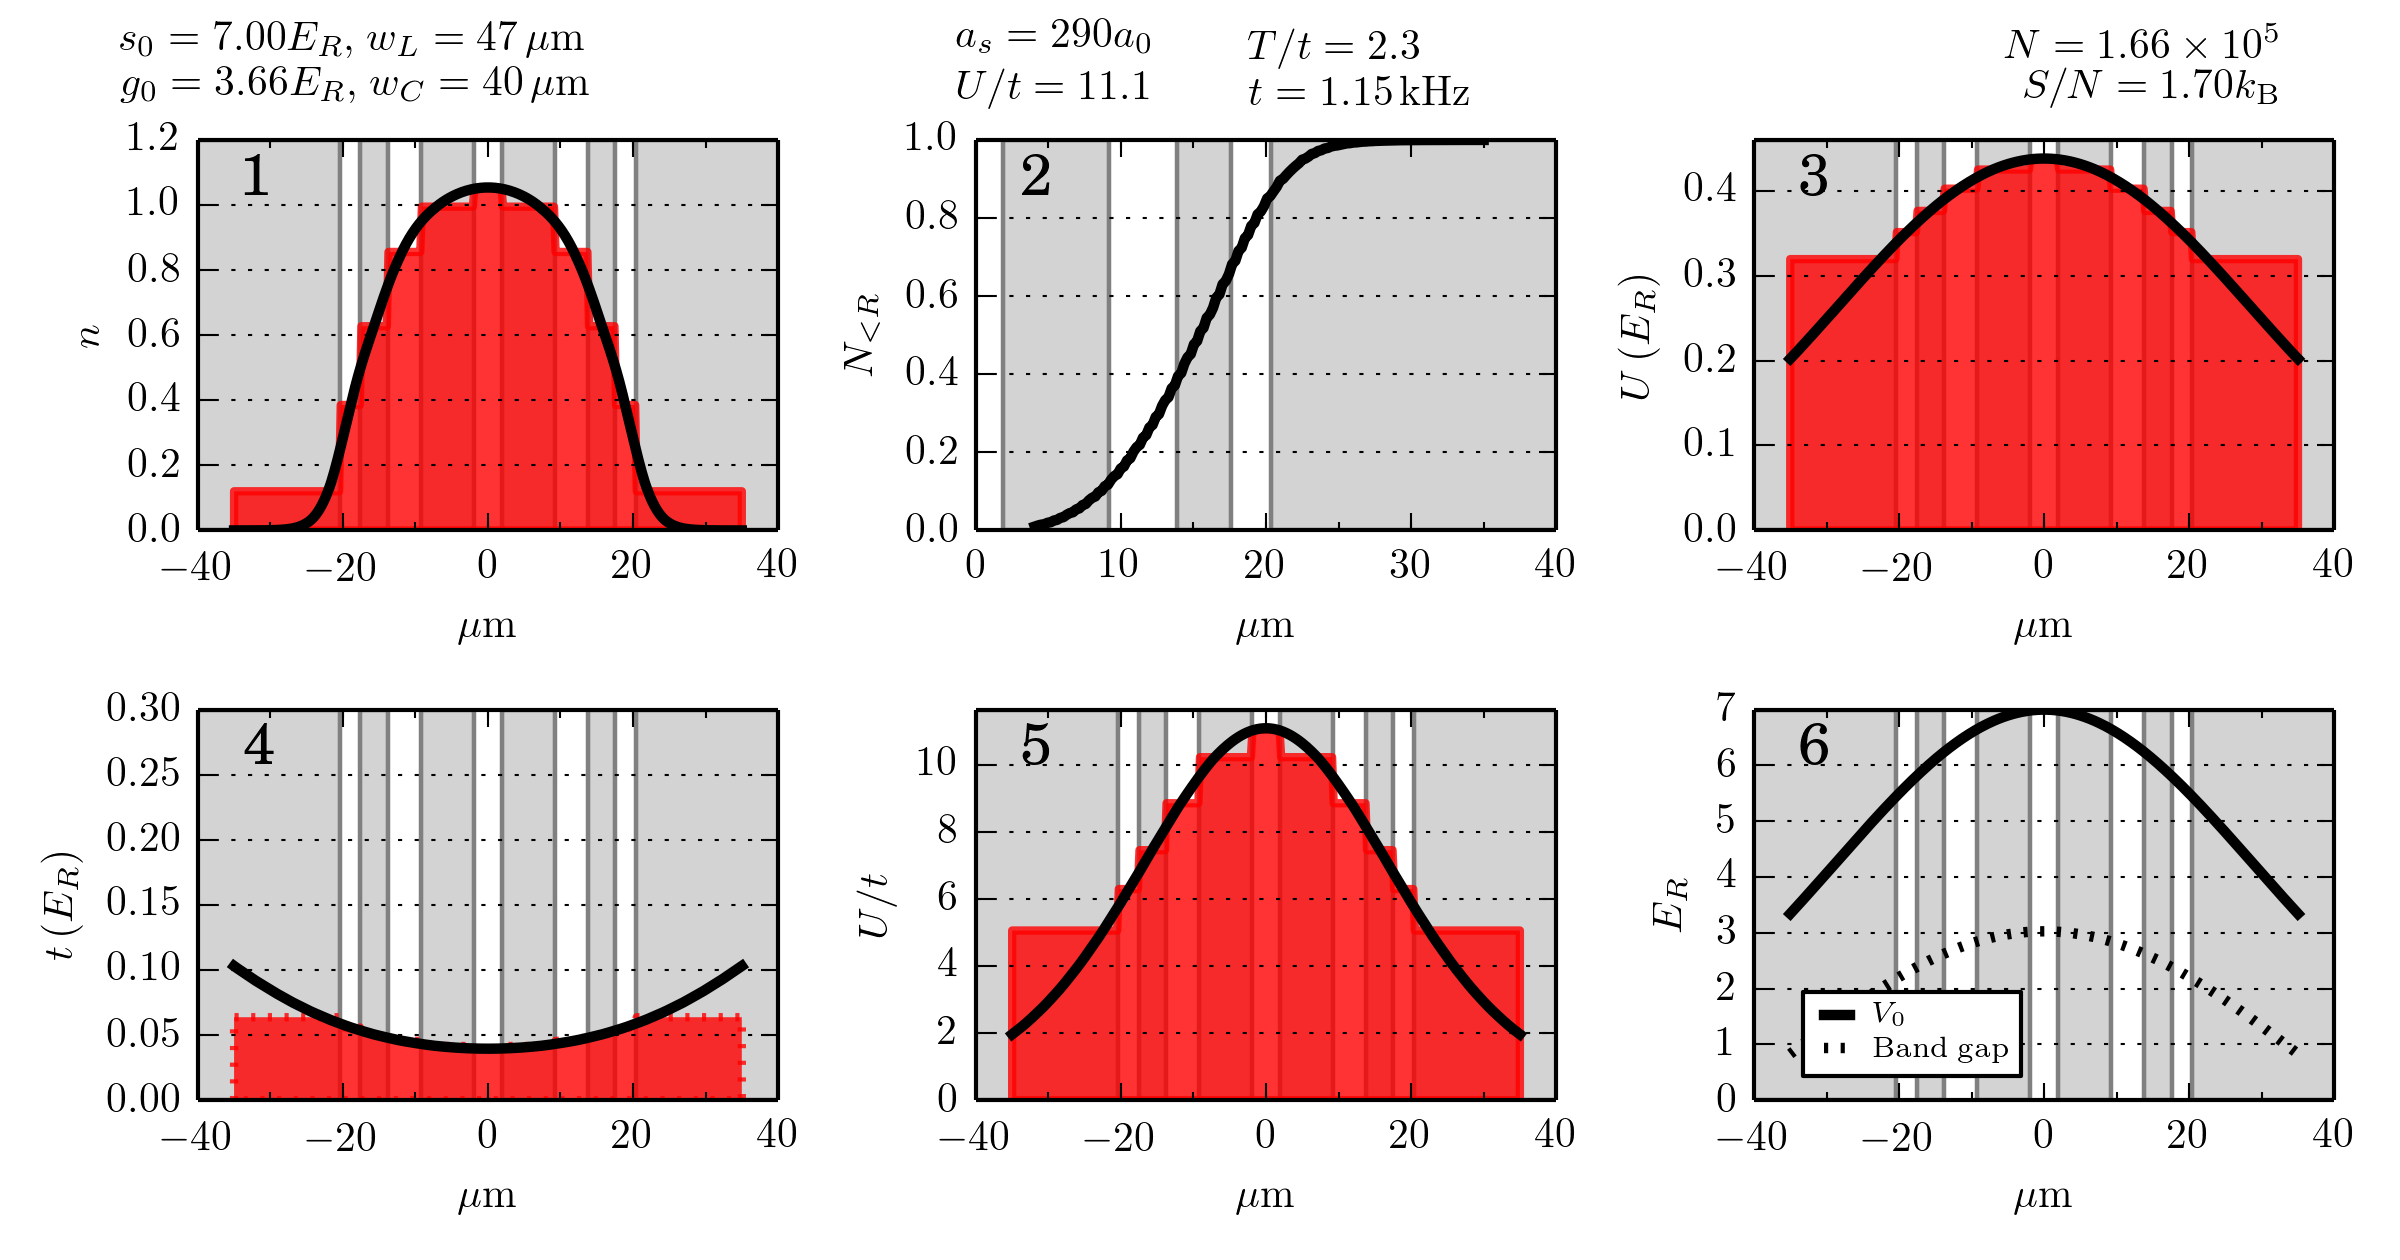 s₀ = 7.00E_R, w_L = 47 μm
g₀ = 3.66E_R, w_C = 40 μm
a_s = 290a₀
U/t = 11.1
T/t = 2.3
t = 1.15 kHz
N = 1.66 × 10⁵
S/N = 1.70k_B
1
n
1.2
1.0
0.8
0.6
0.4
0.2
0.0
−40 −20 0 20 40
μm
2
N_{<R}
1.0
0.8
0.6
0.4
0.2
0.0
0 10 20 30 40
μm
3
U (E_R)
0.4
0.3
0.2
0.1
0.0
−40 −20 0 20 40
μm
4
t (E_R)
0.30
0.25
0.20
0.15
0.10
0.05
0.00
−40 −20 0 20 40
μm
5
U/t
10
8
6
4
2
0
−40 −20 0 20 40
μm
6
E_R
7
6
5
4
3
2
1
0
V₀
Band gap
−40 −20 0 20 40
μm